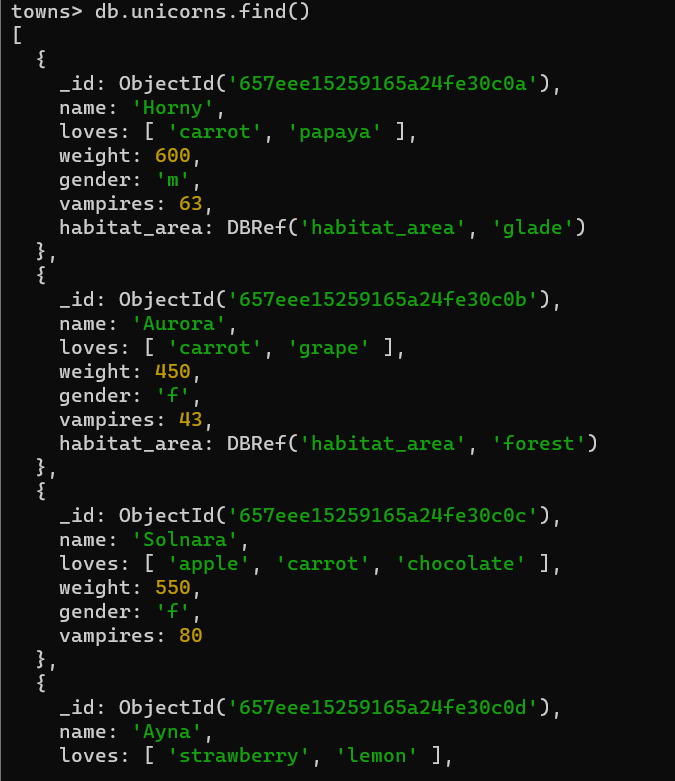 towns> db.unicorns.find()
[
  {
    _id: ObjectId('657eee15259165a24fe30c0a'),
    name: 'Horny',
    loves: [ 'carrot', 'papaya' ],
    weight: 600,
    gender: 'm',
    vampires: 63,
    habitat_area: DBRef('habitat_area', 'glade')
  },
  {
    _id: ObjectId('657eee15259165a24fe30c0b'),
    name: 'Aurora',
    loves: [ 'carrot', 'grape' ],
    weight: 450,
    gender: 'f',
    vampires: 43,
    habitat_area: DBRef('habitat_area', 'forest')
  },
  {
    _id: ObjectId('657eee15259165a24fe30c0c'),
    name: 'Solnara',
    loves: [ 'apple', 'carrot', 'chocolate' ],
    weight: 550,
    gender: 'f',
    vampires: 80
  },
  {
    _id: ObjectId('657eee15259165a24fe30c0d'),
    name: 'Ayna',
    loves: [ 'strawberry', 'lemon' ],